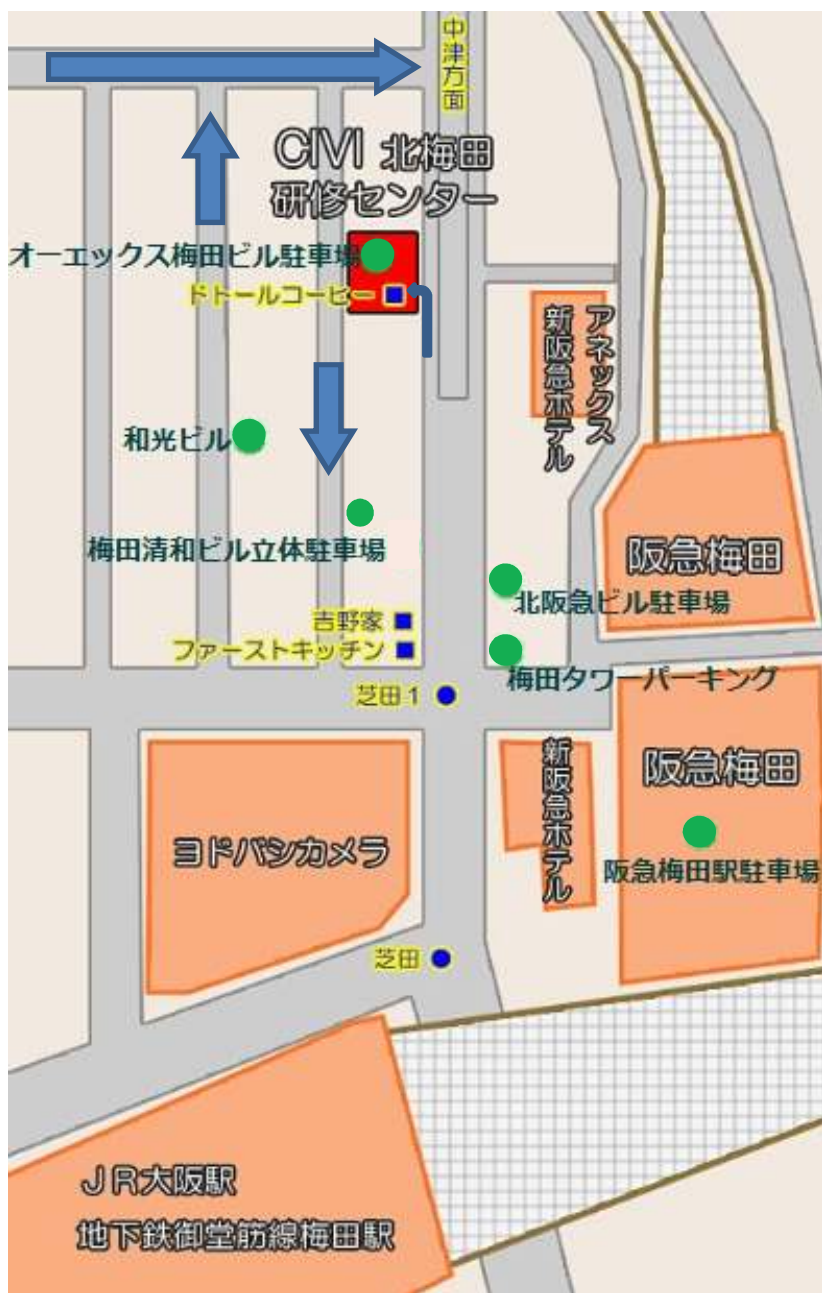 中津方面
CIVI 北梅田
研修センター
オーエックス梅田ビル駐車場
ドトールコーヒー
アネックス
新阪急ホテル
和光ビル
梅田清和ビル立体駐車場
阪急梅田
北阪急ビル駐車場
吉野家
ファーストキッチン
梅田タワーパーキング
芝田1
新阪急ホテル
阪急梅田
ヨドバシカメラ
阪急梅田駅駐車場
芝田
JR大阪駅
地下鉄御堂筋線梅田駅